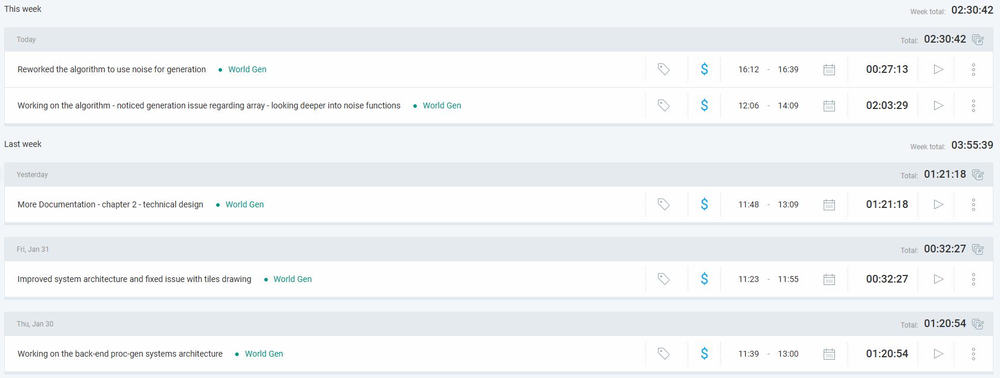 This week Week total: 02:30:42
Today Total: 02:30:42
Reworked the algorithm to use noise for generation • World Gen $ 16:12 - 16:39 00:27:13
Working on the algorithm - noticed generation issue regarding array - looking deeper into noise functions • World Gen $ 12:06 - 14:09 02:03:29
Last week Week total: 03:55:39
Yesterday Total: 01:21:18
More Documentation - chapter 2 - technical design • World Gen $ 11:48 - 13:09 01:21:18
Fri, Jan 31 Total: 00:32:27
Improved system architecture and fixed issue with tiles drawing • World Gen $ 11:23 - 11:55 00:32:27
Thu, Jan 30 Total: 01:20:54
Working on the back-end proc-gen systems architecture • World Gen $ 11:39 - 13:00 01:20:54